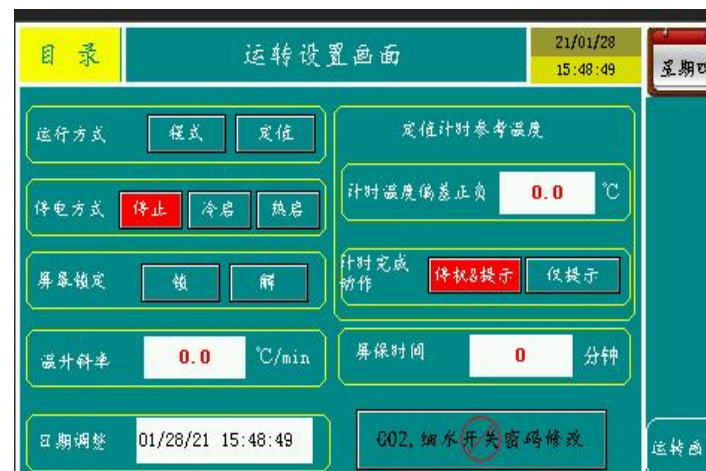 目 录
运转设置画面
21/01/28
15:48:49
星期四
运行方式
程式
定值
定值计时参考温度
计时温度偏差正负
0.0
℃
停电方式
停止
冷启
热启
计时完成
动作
停机&提示
仅提示
屏幕锁定
锁
解
温升斜率
0.0
℃/min
屏保时间
0
分钟
日期调整
01/28/21 15:48:49
CO2,细水开关密码修改
运转画